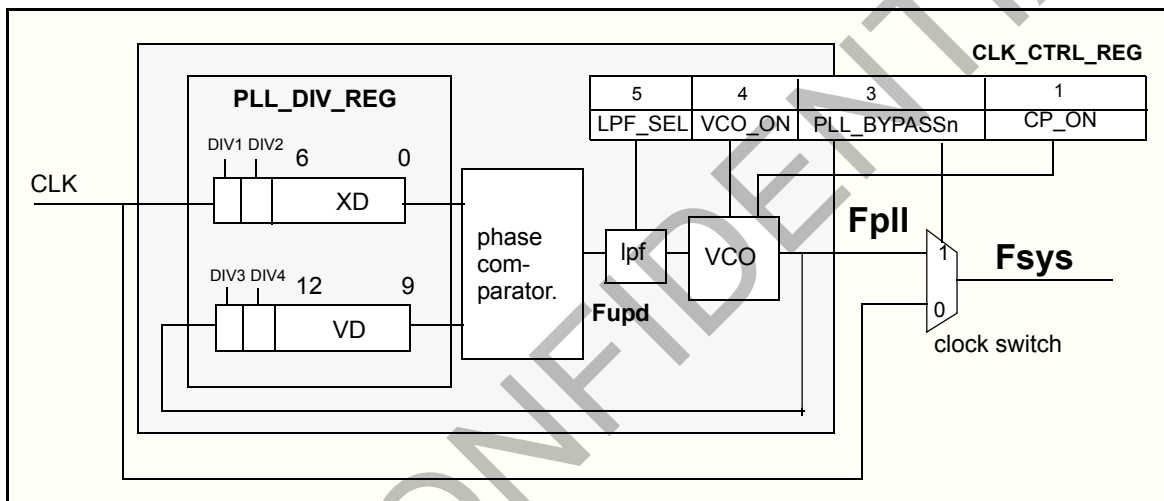 CLK_CTRL_REG
5 4 3 1
LPF_SEL VCO_ON PLL_BYPASSn CP_ON
PLL_DIV_REG
DIV1 DIV2 6 0
XD
CLK
DIV3 DIV4 12 9
VD
phase
com-
parator.
lpf
Fupd
VCO
Fpll
1
0
Fsys
clock switch
CONFIDENTI